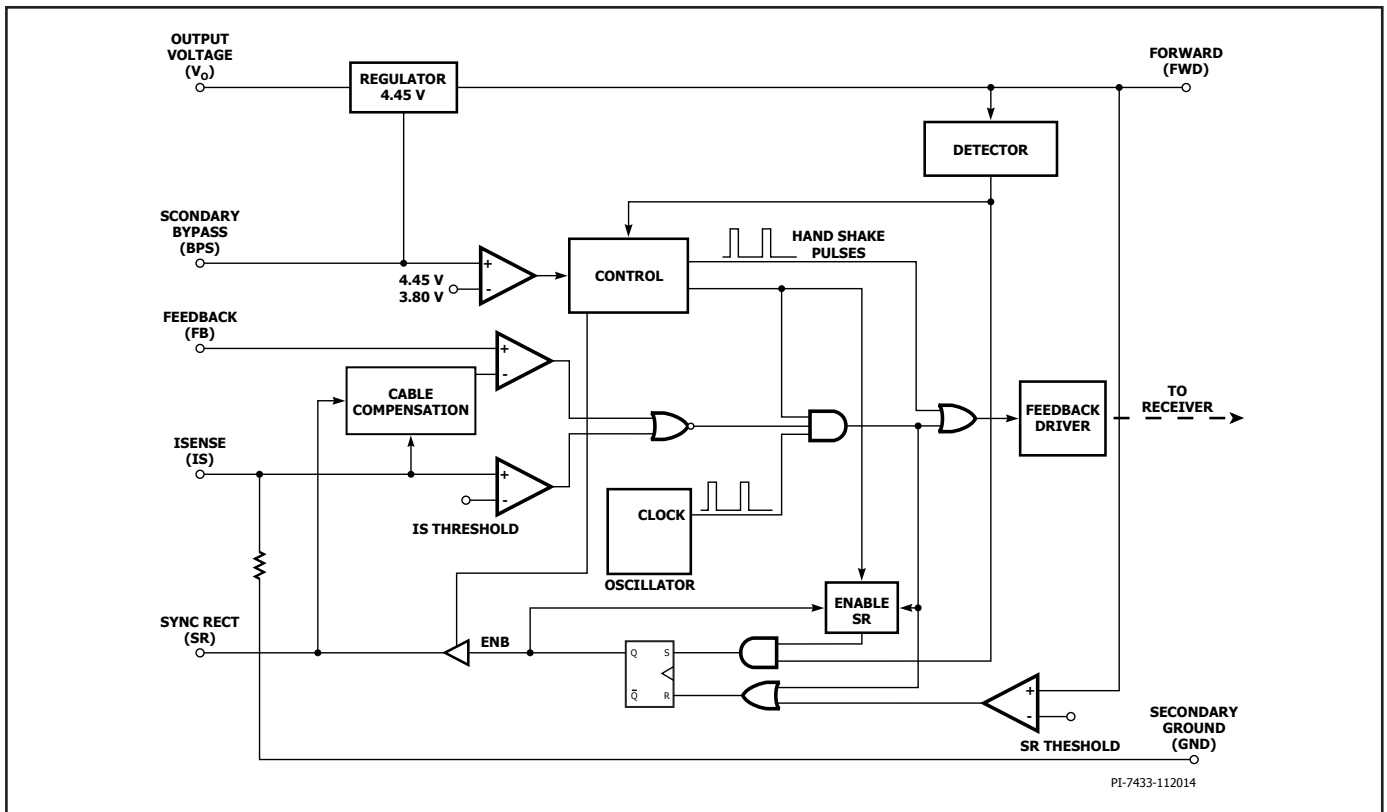 OUTPUT
VOLTAGE
(VO)
REGULATOR
4.45 V
FORWARD
(FWD)
DETECTOR
SCONDARY
BYPASS
(BPS)
+
-
4.45 V
3.80 V
CONTROL
HAND SHAKE
PULSES
FEEDBACK
(FB)
+
-
CABLE
COMPENSATION
FEEDBACK
DRIVER
TO
RECEIVER
ISENSE
(IS)
+
-
IS THRESHOLD
CLOCK
OSCILLATOR
ENABLE
SR
SYNC RECT
(SR)
ENB
Q
S
Q̅
R
+
-
SR THESHOLD
SECONDARY
GROUND
(GND)
PI-7433-112014